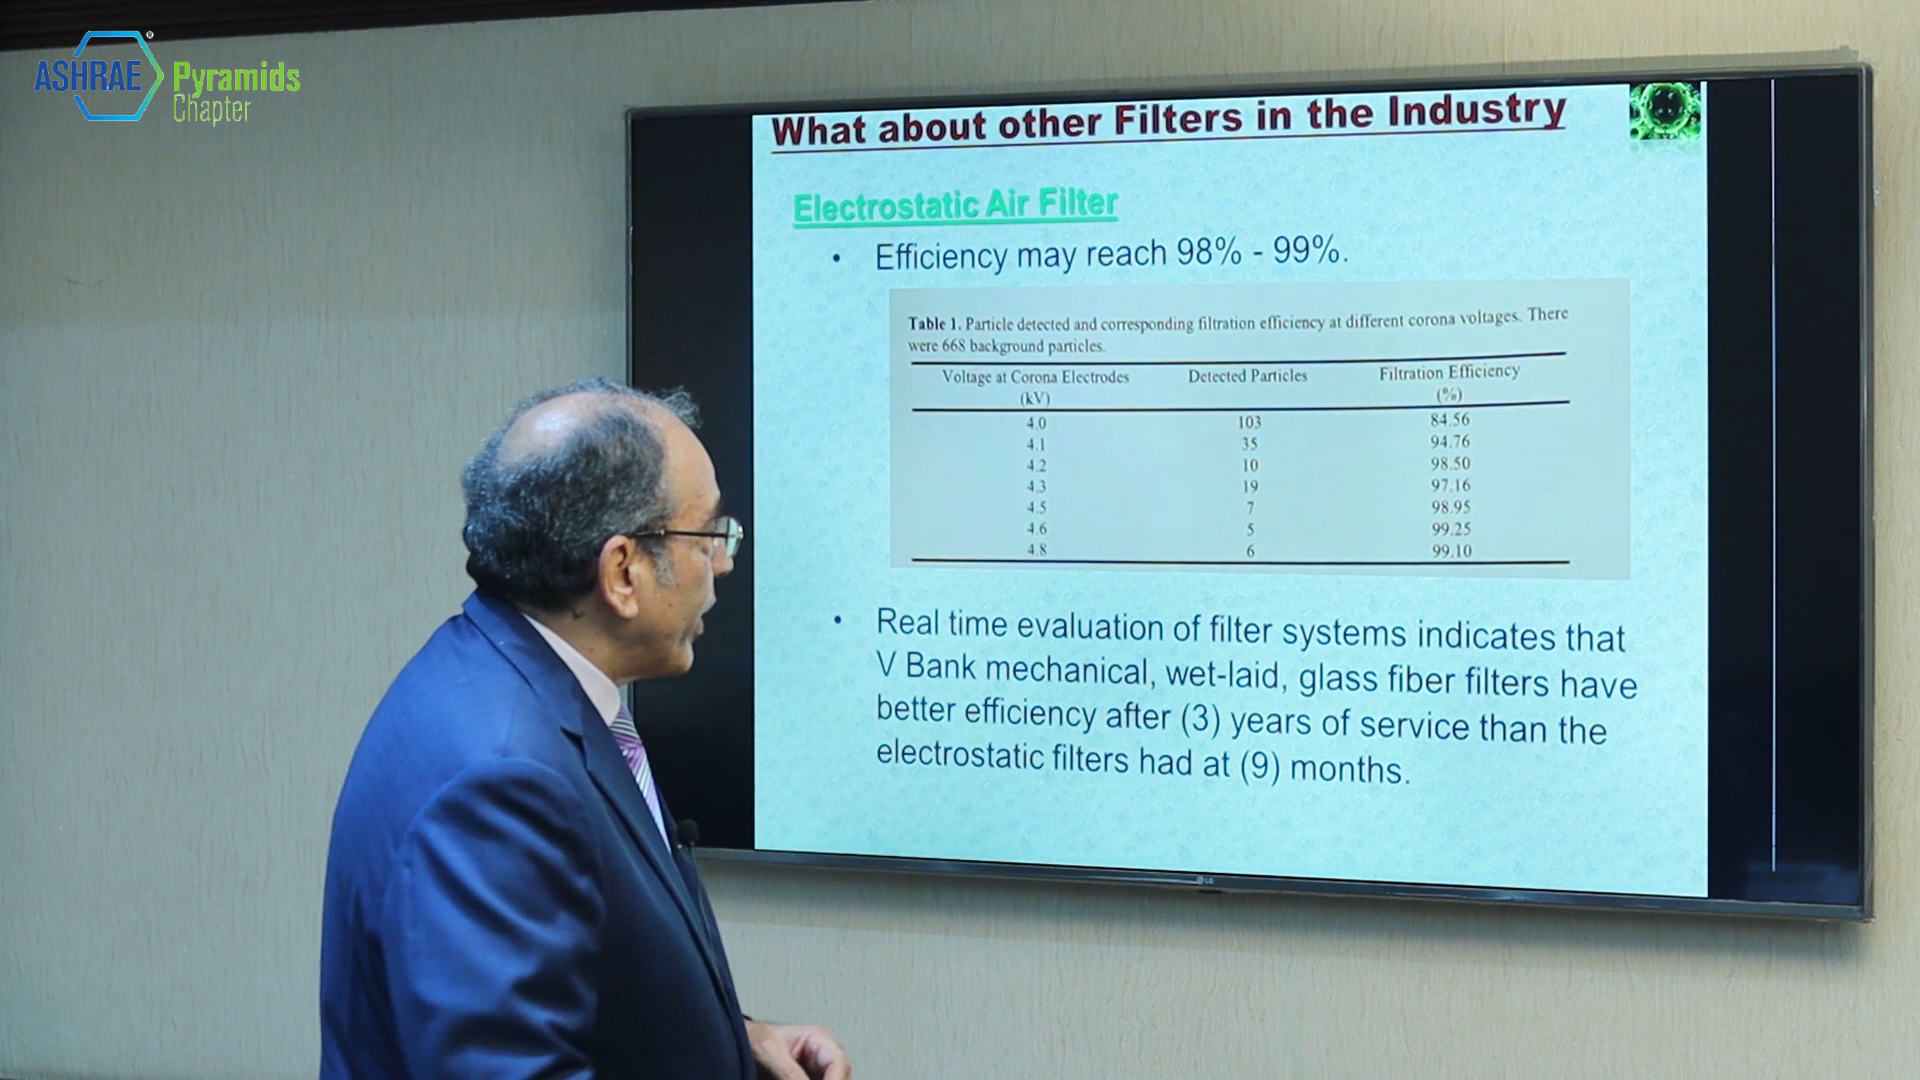 ASHRAE®
Pyramids
Chapter
What about other Filters in the Industry
Electrostatic Air Filter
• Efficiency may reach 98% - 99%.
Table 1. Particle detected and corresponding filtration efficiency at different corona voltages. There
were 668 background particles.
Voltage at Corona Electrodes Detected Particles Filtration Efficiency
(kV) (%)
4.0 103 84.56
4.1 35 94.76
4.2 10 98.50
4.3 19 97.16
4.5 7 98.95
4.6 5 99.25
4.8 6 99.10
• Real time evaluation of filter systems indicates that
V Bank mechanical, wet-laid, glass fiber filters have
better efficiency after (3) years of service than the
electrostatic filters had at (9) months.
LG